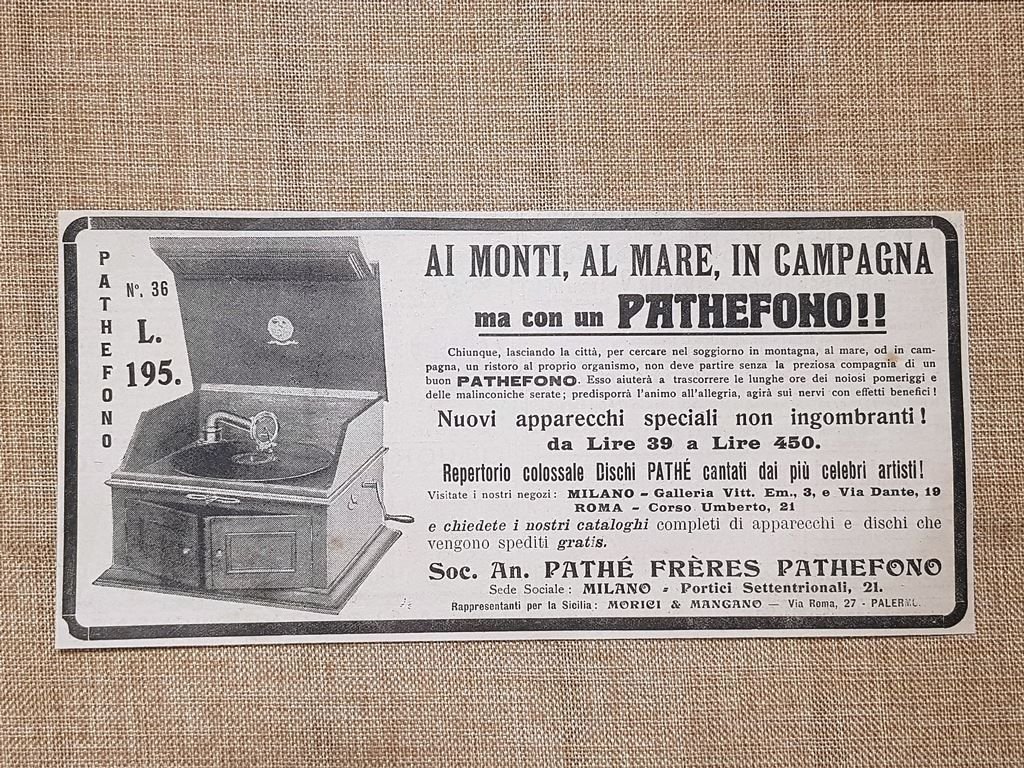 PATHEFONO
N°. 36
L.
195.
AI MONTI, AL MARE, IN CAMPAGNA
ma con un PATHEFONO!!
Chiunque, lasciando la città, per cercare nel soggiorno in montagna, al mare, od in cam-
pagna, un ristoro al proprio organismo, non deve partire senza la preziosa compagnia di un
buon PATHEFONO. Esso aiuterà a trascorrere le lunghe ore dei noiosi pomeriggi e
delle malinconiche serate; predisporrà l'animo all'allegria, agirà sui nervi con effetti benefici!
Nuovi apparecchi speciali non ingombranti!
da Lire 39 a Lire 450.
Repertorio colossale Dischi PATHÉ cantati dai più celebri artisti!
Visitate i nostri negozi: MILANO - Galleria Vitt. Em., 3, e Via Dante, 19
ROMA - Corso Umberto, 21
e chiedete i nostri cataloghi completi di apparecchi e dischi che
vengono spediti gratis.
Soc. An. PATHÉ FRÈRES PATHEFONO
Sede Sociale: MILANO - Portici Settentrionali, 21.
Rappresentanti per la Sicilia: MORICI & MANGANO — Via Roma, 27 - PALERMO.